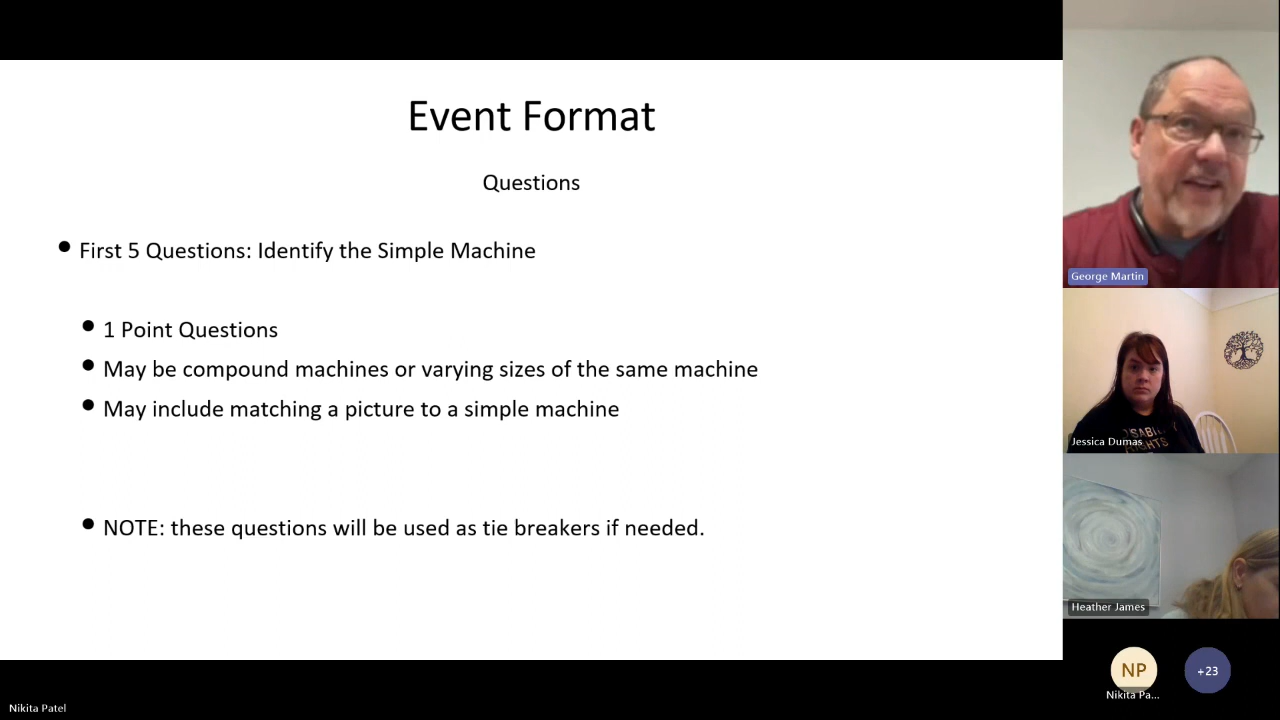 Event Format
Questions
First 5 Questions: Identify the Simple Machine
1 Point Questions
May be compound machines or varying sizes of the same machine
May include matching a picture to a simple machine
NOTE: these questions will be used as tie breakers if needed.
George Martin
RIGHTS
Jessica Dumas
Heather James
NP
+23
Nikita Pa...
Nikita Patel